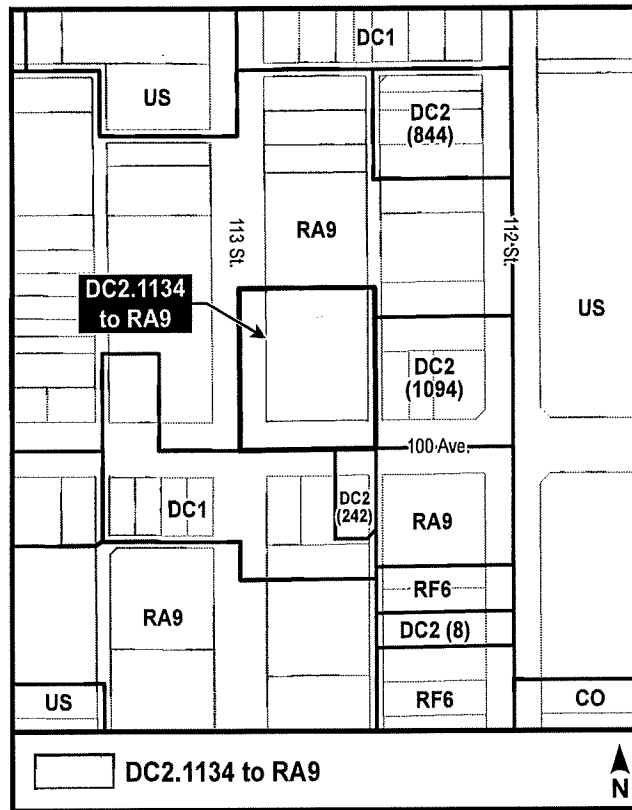 DC1
US
DC2
(844)
RA9
113 St.
112 St.
DC2.1134
to RA9
US
DC2
(1094)
100 Ave.
DC1
DC2
(242)
RA9
RF6
RA9
DC2 (8)
US
RF6
CO
DC2.1134 to RA9
N